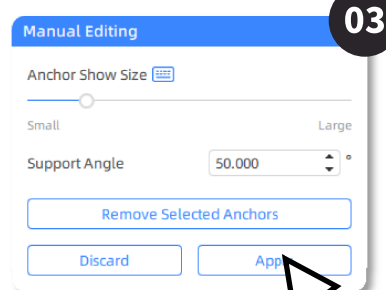 03
Manual Editing
Anchor Show Size
Small Large
Support Angle 50.000 °
Remove Selected Anchors
Discard App